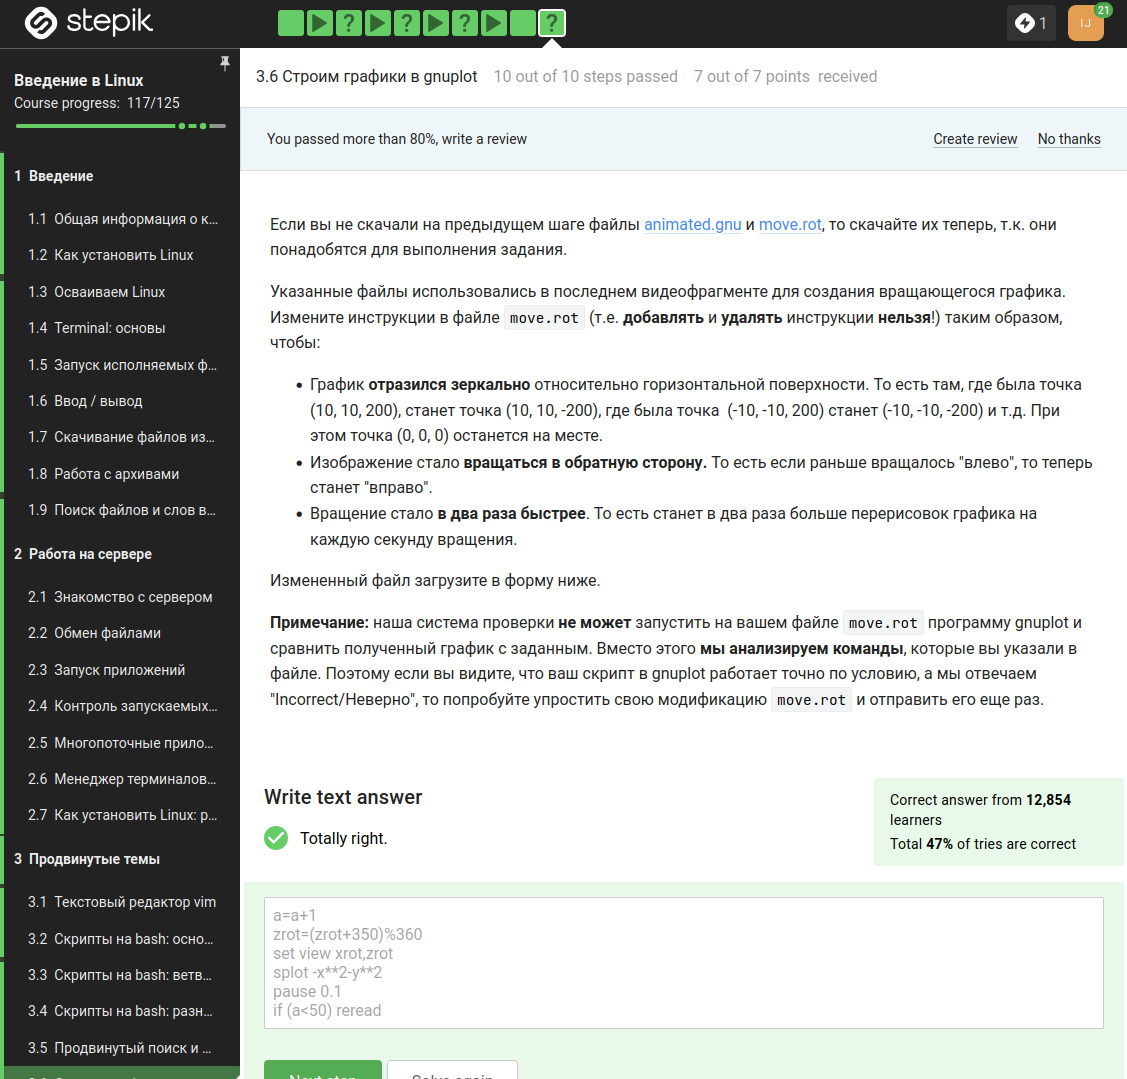 stepik
?
?
?
?
1
IJ
21
Введение в Linux
Course progress: 117/125
1 Введение
1.1 Общая информация о к...
1.2 Как установить Linux
1.3 Осваиваем Linux
1.4 Terminal: основы
1.5 Запуск исполняемых ф...
1.6 Ввод / вывод
1.7 Скачивание файлов из...
1.8 Работа с архивами
1.9 Поиск файлов и слов в...
2 Работа на сервере
2.1 Знакомство с сервером
2.2 Обмен файлами
2.3 Запуск приложений
2.4 Контроль запускаемых...
2.5 Многопоточные прило...
2.6 Менеджер терминалов...
2.7 Как установить Linux: р...
3 Продвинутые темы
3.1 Текстовый редактор vim
3.2 Скрипты на bash: осно...
3.3 Скрипты на bash: ветв...
3.4 Скрипты на bash: разн...
3.5 Продвинутый поиск и ...
3.6 Строим графики в gnuplot 10 out of 10 steps passed 7 out of 7 points received
You passed more than 80%, write a review
Create review No thanks
Если вы не скачали на предыдущем шаге файлы animated.gnu и move.rot, то скачайте их теперь, т.к. они
понадобятся для выполнения задания.
Указанные файлы использовались в последнем видеофрагменте для создания вращающегося графика.
Измените инструкции в файле move.rot (т.е. добавлять и удалять инструкции нельзя!) таким образом,
чтобы:
• График отразился зеркально относительно горизонтальной поверхности. То есть там, где была точка
(10, 10, 200), станет точка (10, 10, -200), где была точка (-10, -10, 200) станет (-10, -10, -200) и т.д. При
этом точка (0, 0, 0) останется на месте.
• Изображение стало вращаться в обратную сторону. То есть если раньше вращалось "влево", то теперь
станет "вправо".
• Вращение стало в два раза быстрее. То есть станет в два раза больше перерисовок графика на
каждую секунду вращения.
Измененный файл загрузите в форму ниже.
Примечание: наша система проверки не может запустить на вашем файле move.rot программу gnuplot и
сравнить полученный график с заданным. Вместо этого мы анализируем команды, которые вы указали в
файле. Поэтому если вы видите, что ваш скрипт в gnuplot работает точно по условию, а мы отвечаем
"Incorrect/Неверно", то попробуйте упростить свою модификацию move.rot и отправить его еще раз.
Write text answer
Totally right.
Correct answer from 12,854
learners
Total 47% of tries are correct
a=a+1
zrot=(zrot+350)%360
set view xrot,zrot
splot -x**2-y**2
pause 0.1
if (a<50) reread
Next step
Solve again